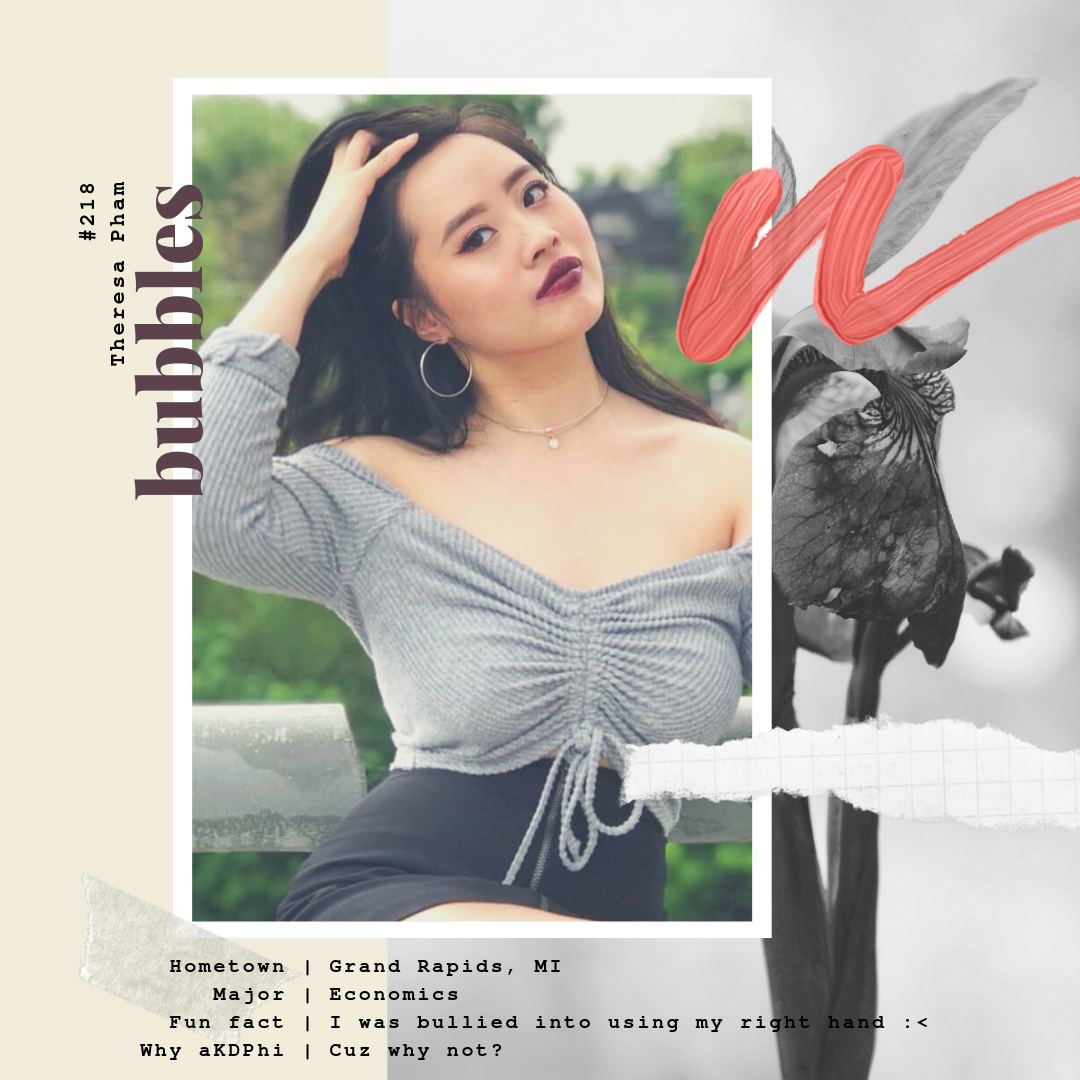 #218
Theresa Pham
bubbles
Hometown | Grand Rapids, MI
Major | Economics
Fun fact | I was bullied into using my right hand :<
Why aKDPhi | Cuz why not?